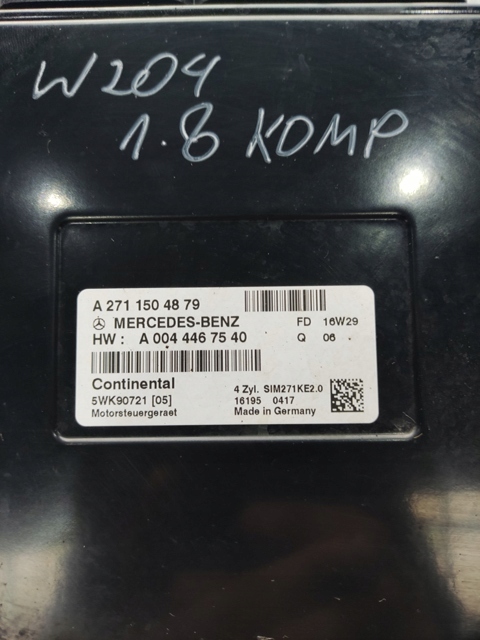 W204
1.8 KOMP
A 271 150 48 79
MERCEDES-BENZ FD 16W29
HW : A 004 446 75 40 Q 06
Continental 4 Zyl. SIM271KE2.0
5WK90721 [05] 16195 0417
Motorsteuergeraet Made in Germany